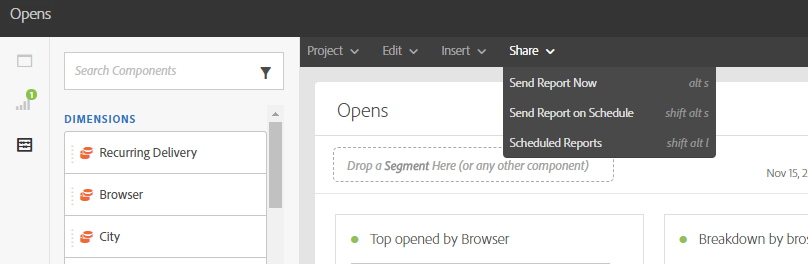 Opens
Project Edit Insert Share
Search Components
Send Report Now alt s
Send Report on Schedule shift alt s
Scheduled Reports shift alt l
1
DIMENSIONS
Recurring Delivery
Browser
City
Opens
Drop a Segment Here (or any other component)
Nov 15, 2
Top opened by Browser
Breakdown by bros